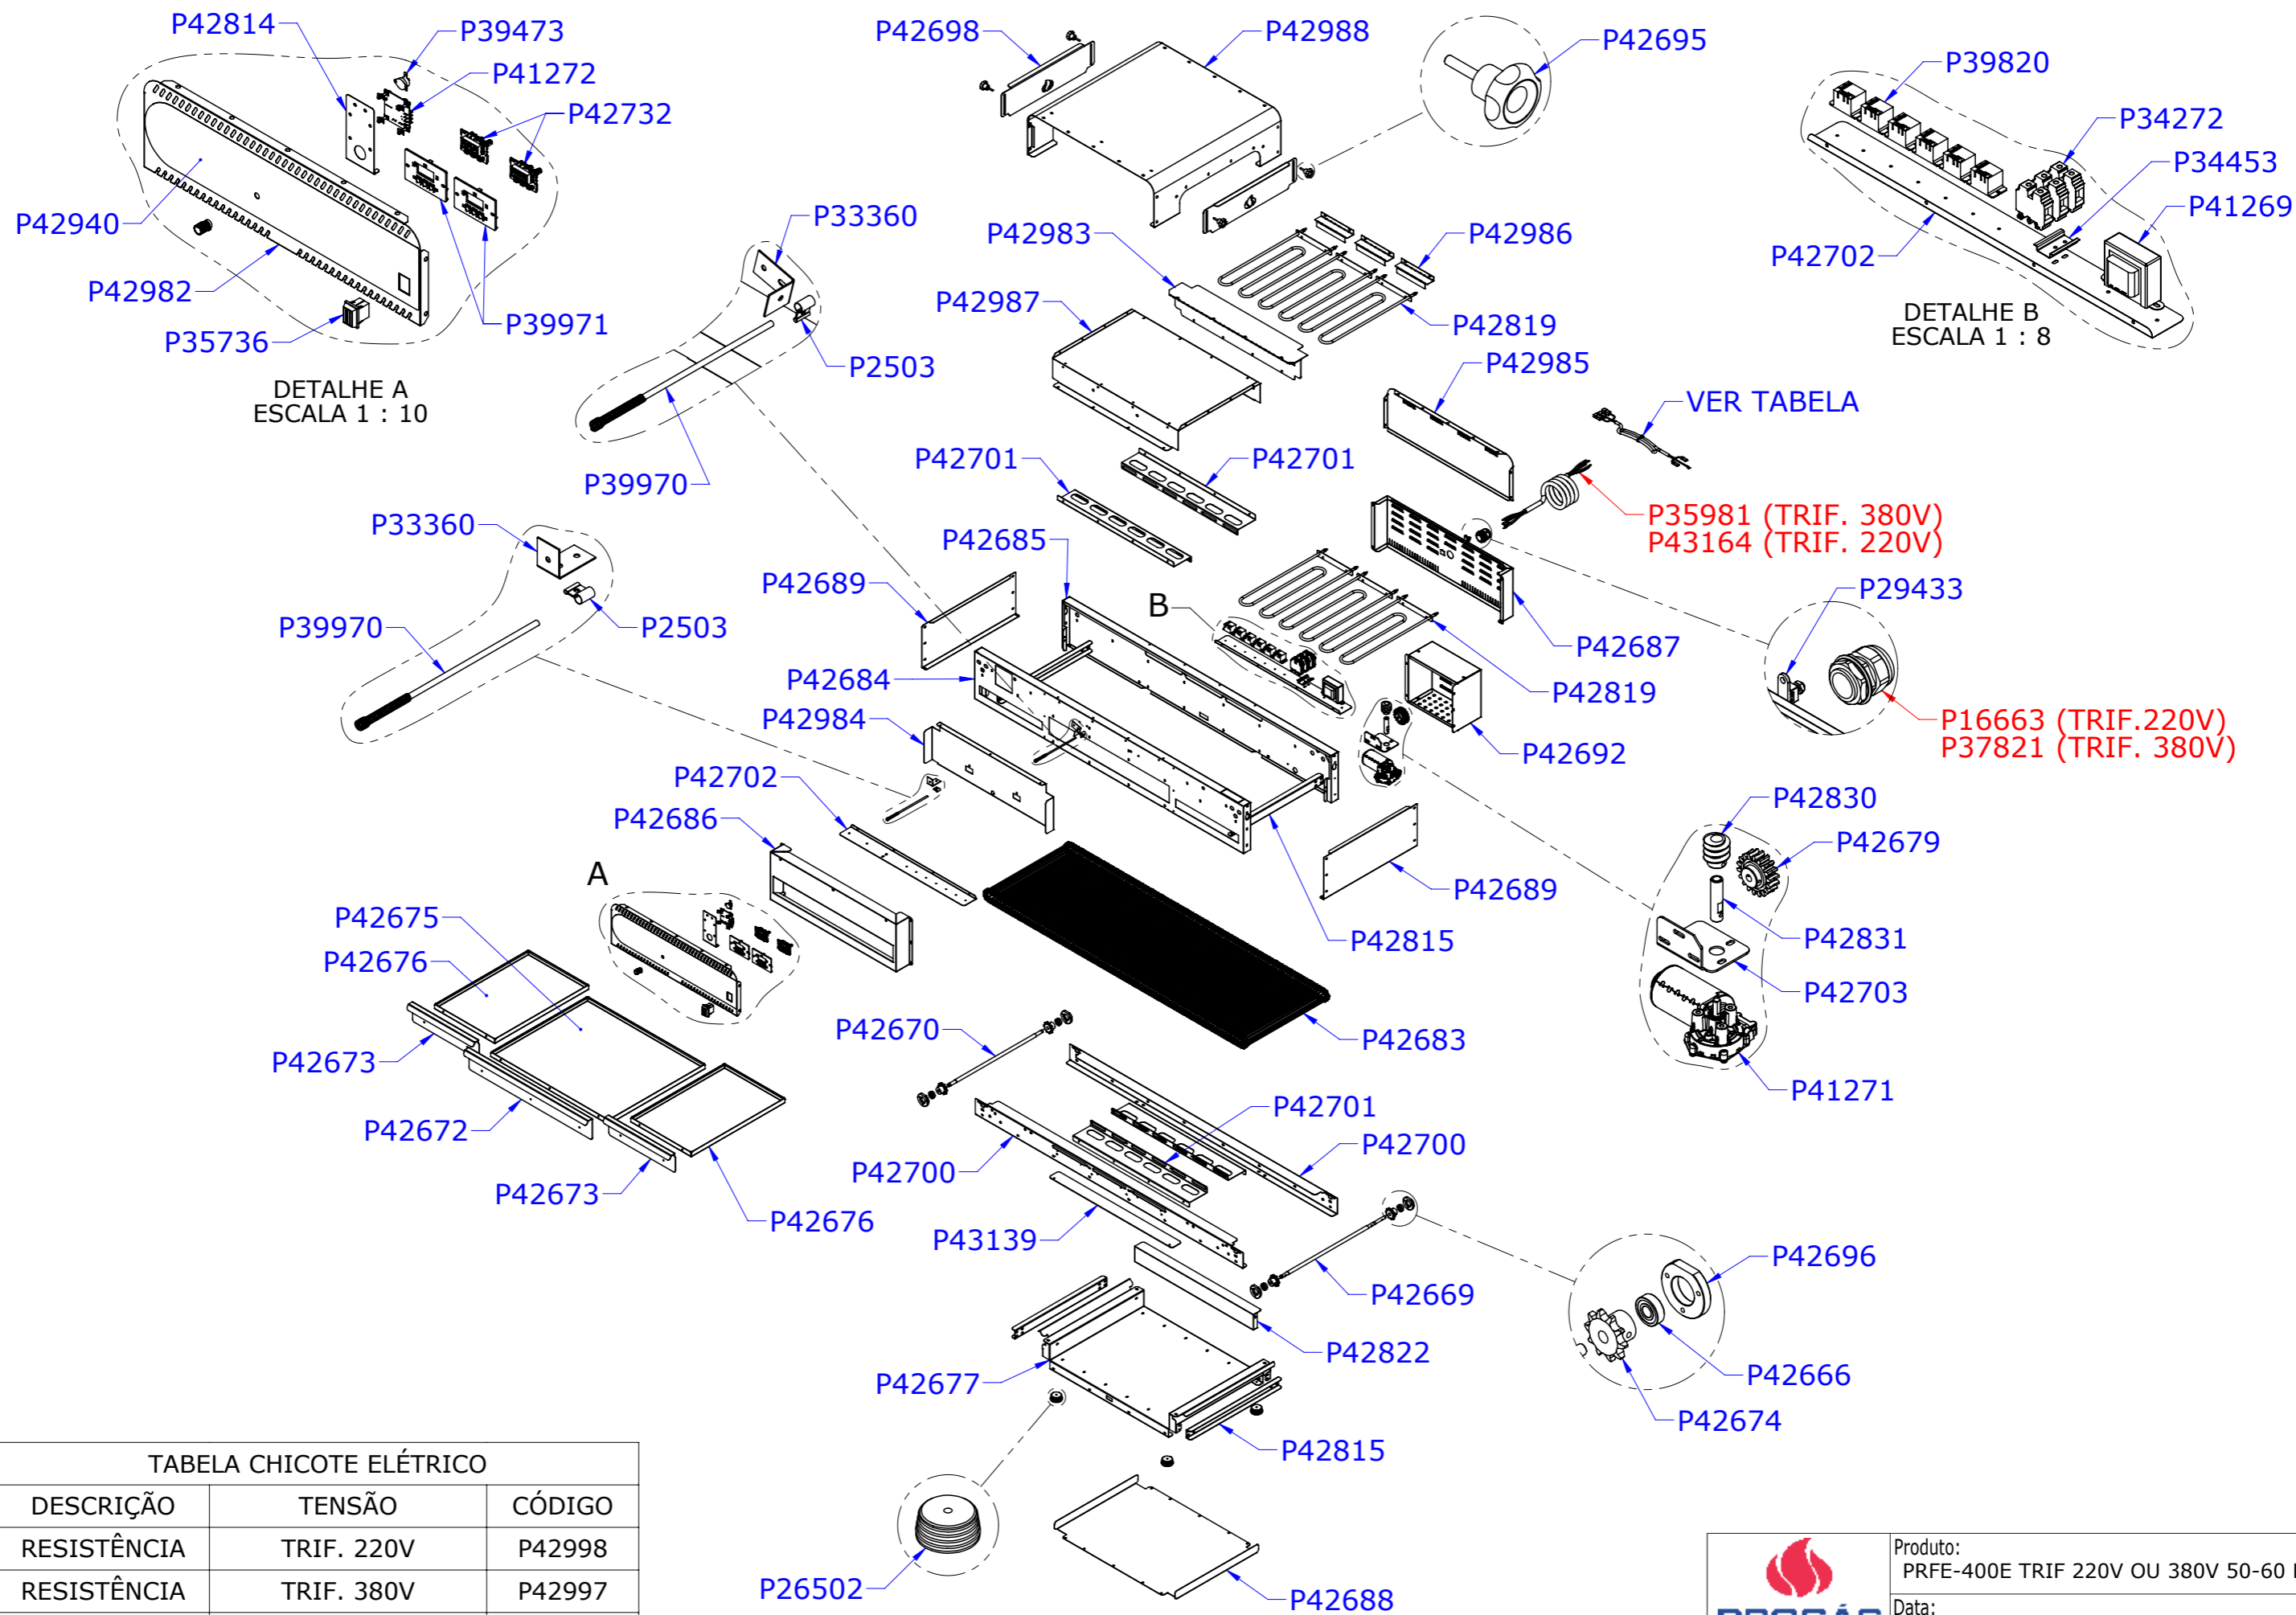 P42814
P39473
P41272
P42732
P42940
P42982
P35736
P39971
DETALHE A
ESCALA 1 : 10
P42698
P42988
P42695
P39820
P34272
P34453
P41269
P42702
DETALHE B
ESCALA 1 : 8
P33360
P2503
P39970
P42983
P42986
P42987
P42819
P42985
VER TABELA
P42701
P42701
P35981 (TRIF. 380V)
P43164 (TRIF. 220V)
P33360
P39970
P2503
P42685
P42689
B
P42687
P29433
P42684
P42819
P42984
P42692
P16663 (TRIF.220V)
P37821 (TRIF. 380V)
P42702
P42686
A
P42830
P42679
P42689
P42831
P42815
P42703
P42675
P42676
P42683
P41271
P42670
P42673
P42672
P42673
P42676
P42701
P42700
P42700
P43139
P42696
P42669
P42822
P42666
P42677
P42674
P42815
P26502
P42688
TABELA CHICOTE ELÉTRICO
DESCRIÇÃO TENSÃO CÓDIGO
RESISTÊNCIA TRIF. 220V P42998
RESISTÊNCIA TRIF. 380V P42997
Produto:
PRFE-400E TRIF 220V OU 380V 50-60
Data: